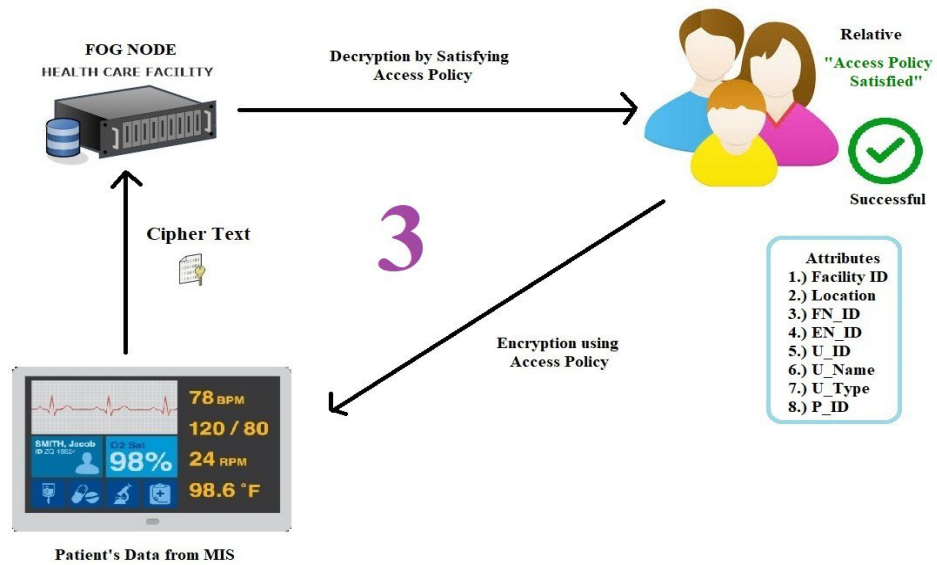 FOG NODE
HEALTH CARE FACILITY
Decryption by Satisfying
Access Policy
Relative
"Access Policy
Satisfied"
Successful
Cipher Text
3
Attributes
1.) Facility ID
2.) Location
3.) FN_ID
4.) EN_ID
5.) U_ID
6.) U_Name
7.) U_Type
8.) P_ID
Encryption using
Access Policy
78 BPM
120 / 80
24 RPM
98.6 °F
SMITH, Jacob
ID ZQ
O2 Sat
98%
Patient's Data from MIS